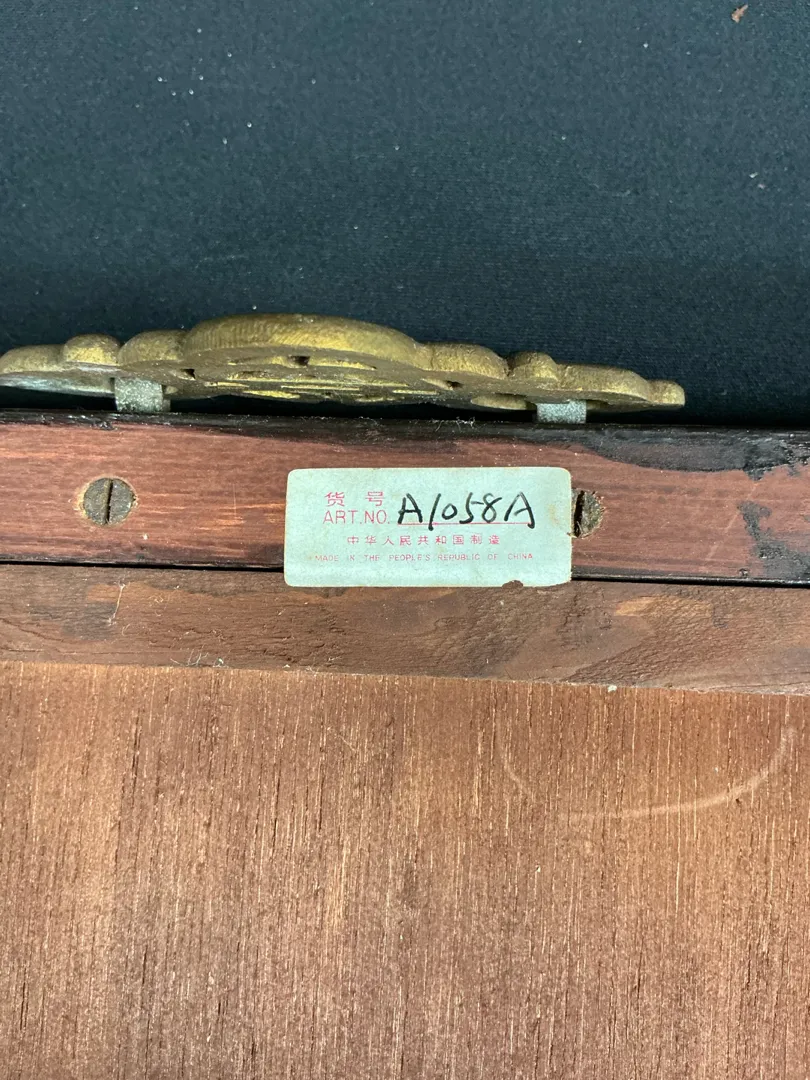 货号
ART.NO. A1058A
中华人民共和国制造
MADE IN THE PEOPLE'S REPUBLIC OF CHINA